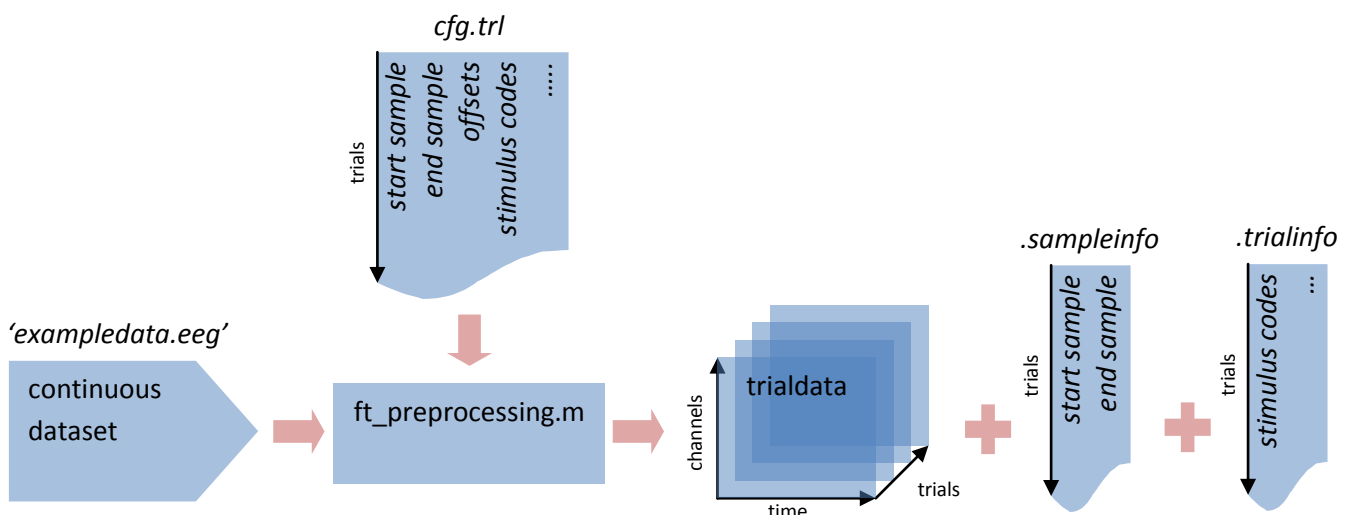 cfg.trl
trials
start sample
end sample
offsets
stimulus codes
.....
‘exampledata.eeg’
continuous
dataset
ft_preprocessing.m
trialdata
channels
time
trials
.sampleinfo
trials
start sample
end sample
.trialinfo
trials
stimulus codes
...